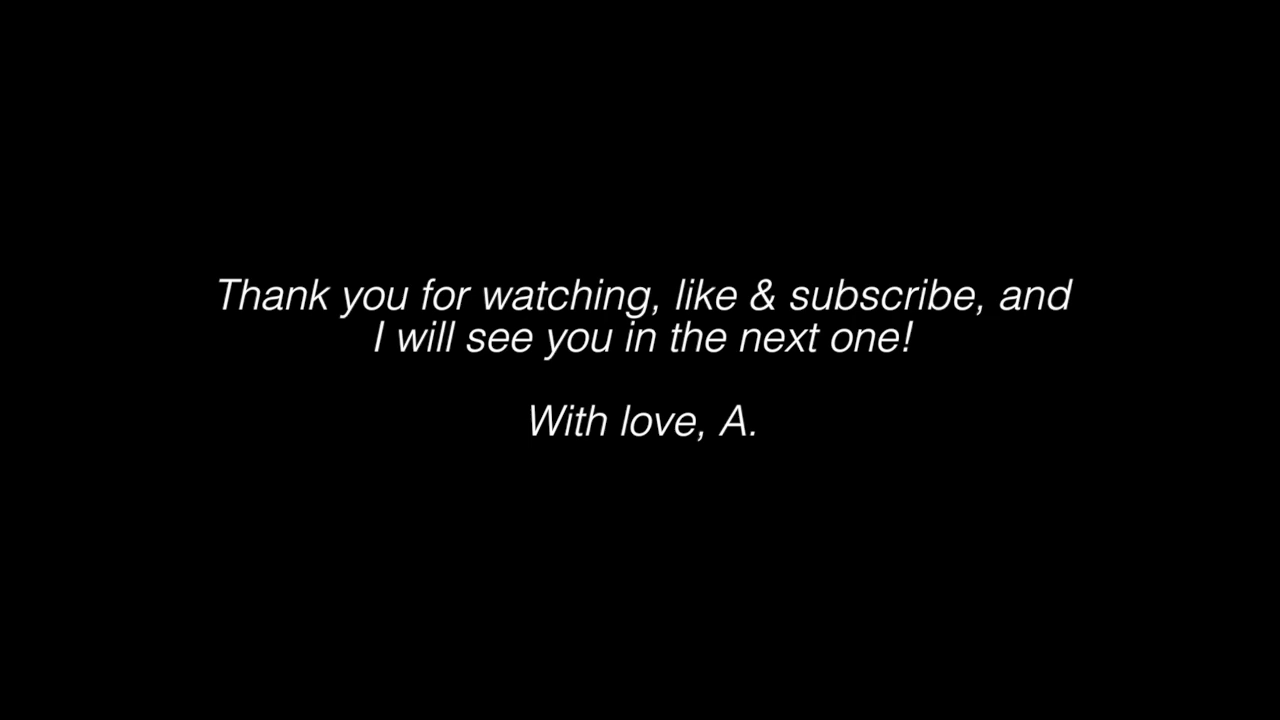 Thank you for watching, like & subscribe, and
I will see you in the next one!
With love, A.